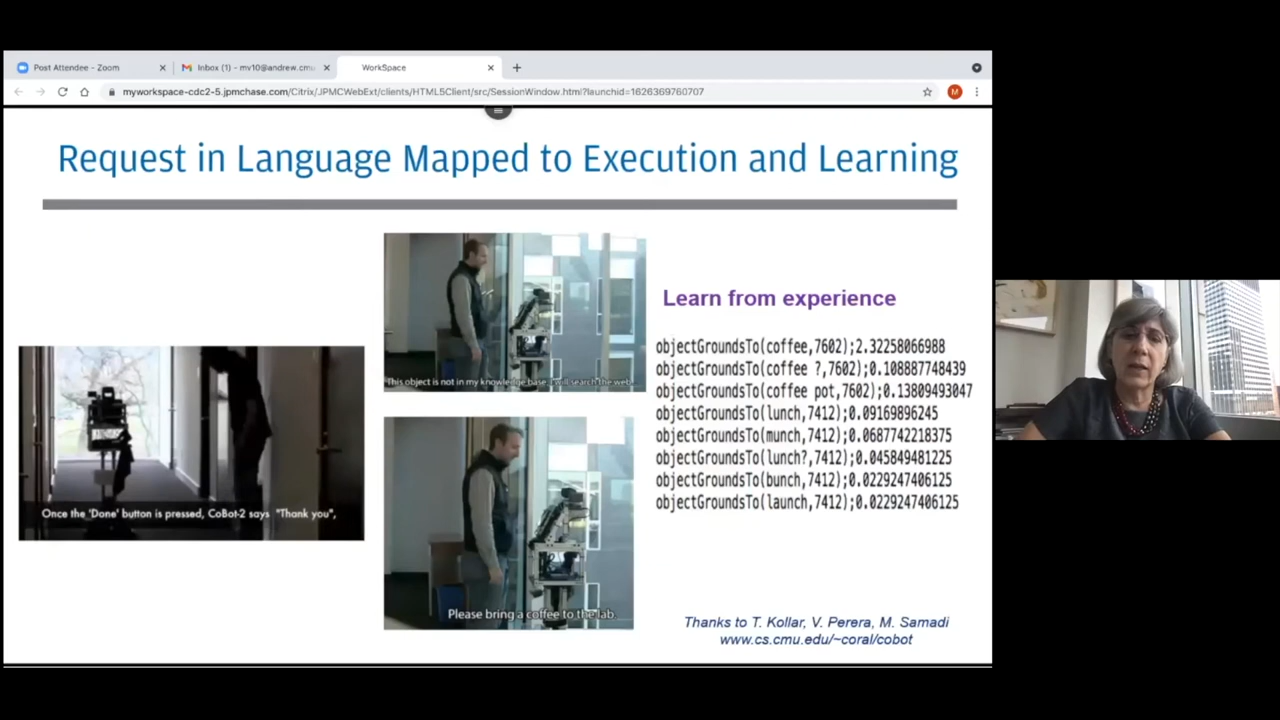 Post Attendee - Zoom
Inbox (1) - mv10@andrew.cmu
WorkSpace
myworkspace-cdc2-5.jpmchase.com/Citrix/JPMCWebExt/clients/HTML5Client/src/SessionWindow.html?launchid=1626369760707
M
Request in Language Mapped to Execution and Learning
This object is not in my knowledge base, I will search the web.
Once the 'Done' button is pressed, CoBot-2 says "Thank you",
Please bring a coffee to the lab.
Learn from experience
objectGroundsTo(coffee,7602);2.32258066988
objectGroundsTo(coffee ?,7602);0.108887748439
objectGroundsTo(coffee pot,7602);0.13809493047
objectGroundsTo(lunch,7412);0.09169896245
objectGroundsTo(munch,7412);0.0687742218375
objectGroundsTo(lunch?,7412);0.045849481225
objectGroundsTo(bunch,7412);0.0229247406125
objectGroundsTo(launch,7412);0.0229247406125
Thanks to T. Kollar, V. Perera, M. Samadi
www.cs.cmu.edu/~coral/cobot